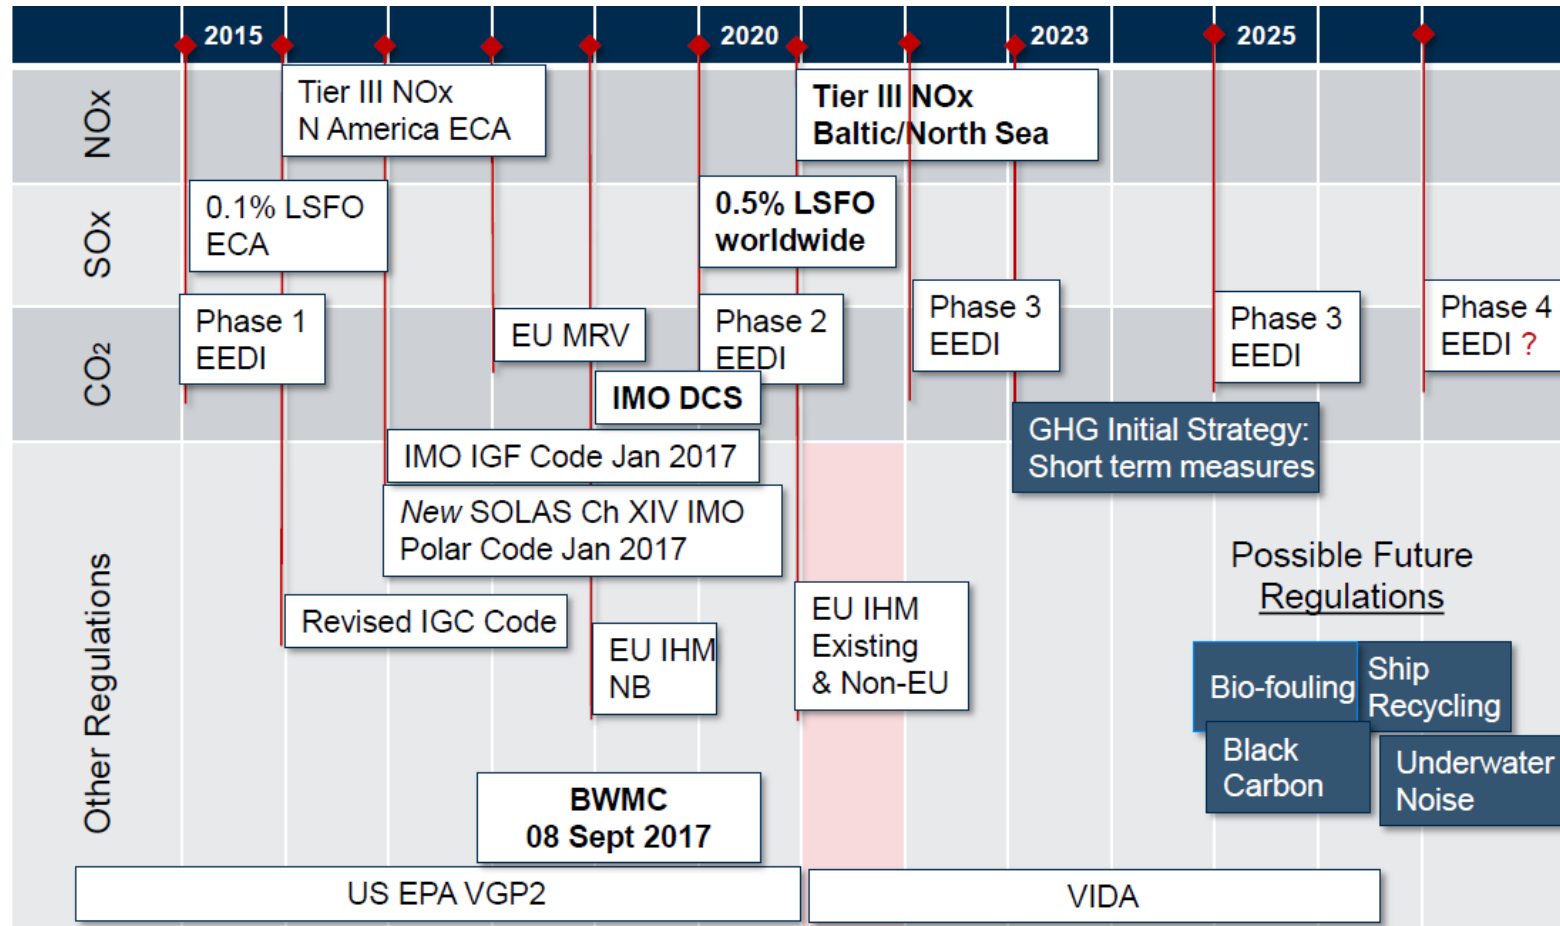 2015
2020
2023
2025
NOx
Tier III NOx
N America ECA
Tier III NOx
Baltic/North Sea
SOx
0.1% LSFO
ECA
0.5% LSFO
worldwide
CO₂
Phase 1
EEDI
EU MRV
Phase 2
EEDI
Phase 3
EEDI
Phase 3
EEDI
Phase 4
EEDI ?
IMO DCS
GHG Initial Strategy:
Short term measures
Other Regulations
IMO IGF Code Jan 2017
New SOLAS Ch XIV IMO
Polar Code Jan 2017
Revised IGC Code
EU IHM
NB
EU IHM
Existing
& Non-EU
Possible Future
Regulations
Bio-fouling
Ship
Recycling
Black
Carbon
Underwater
Noise
BWMC
08 Sept 2017
US EPA VGP2
VIDA